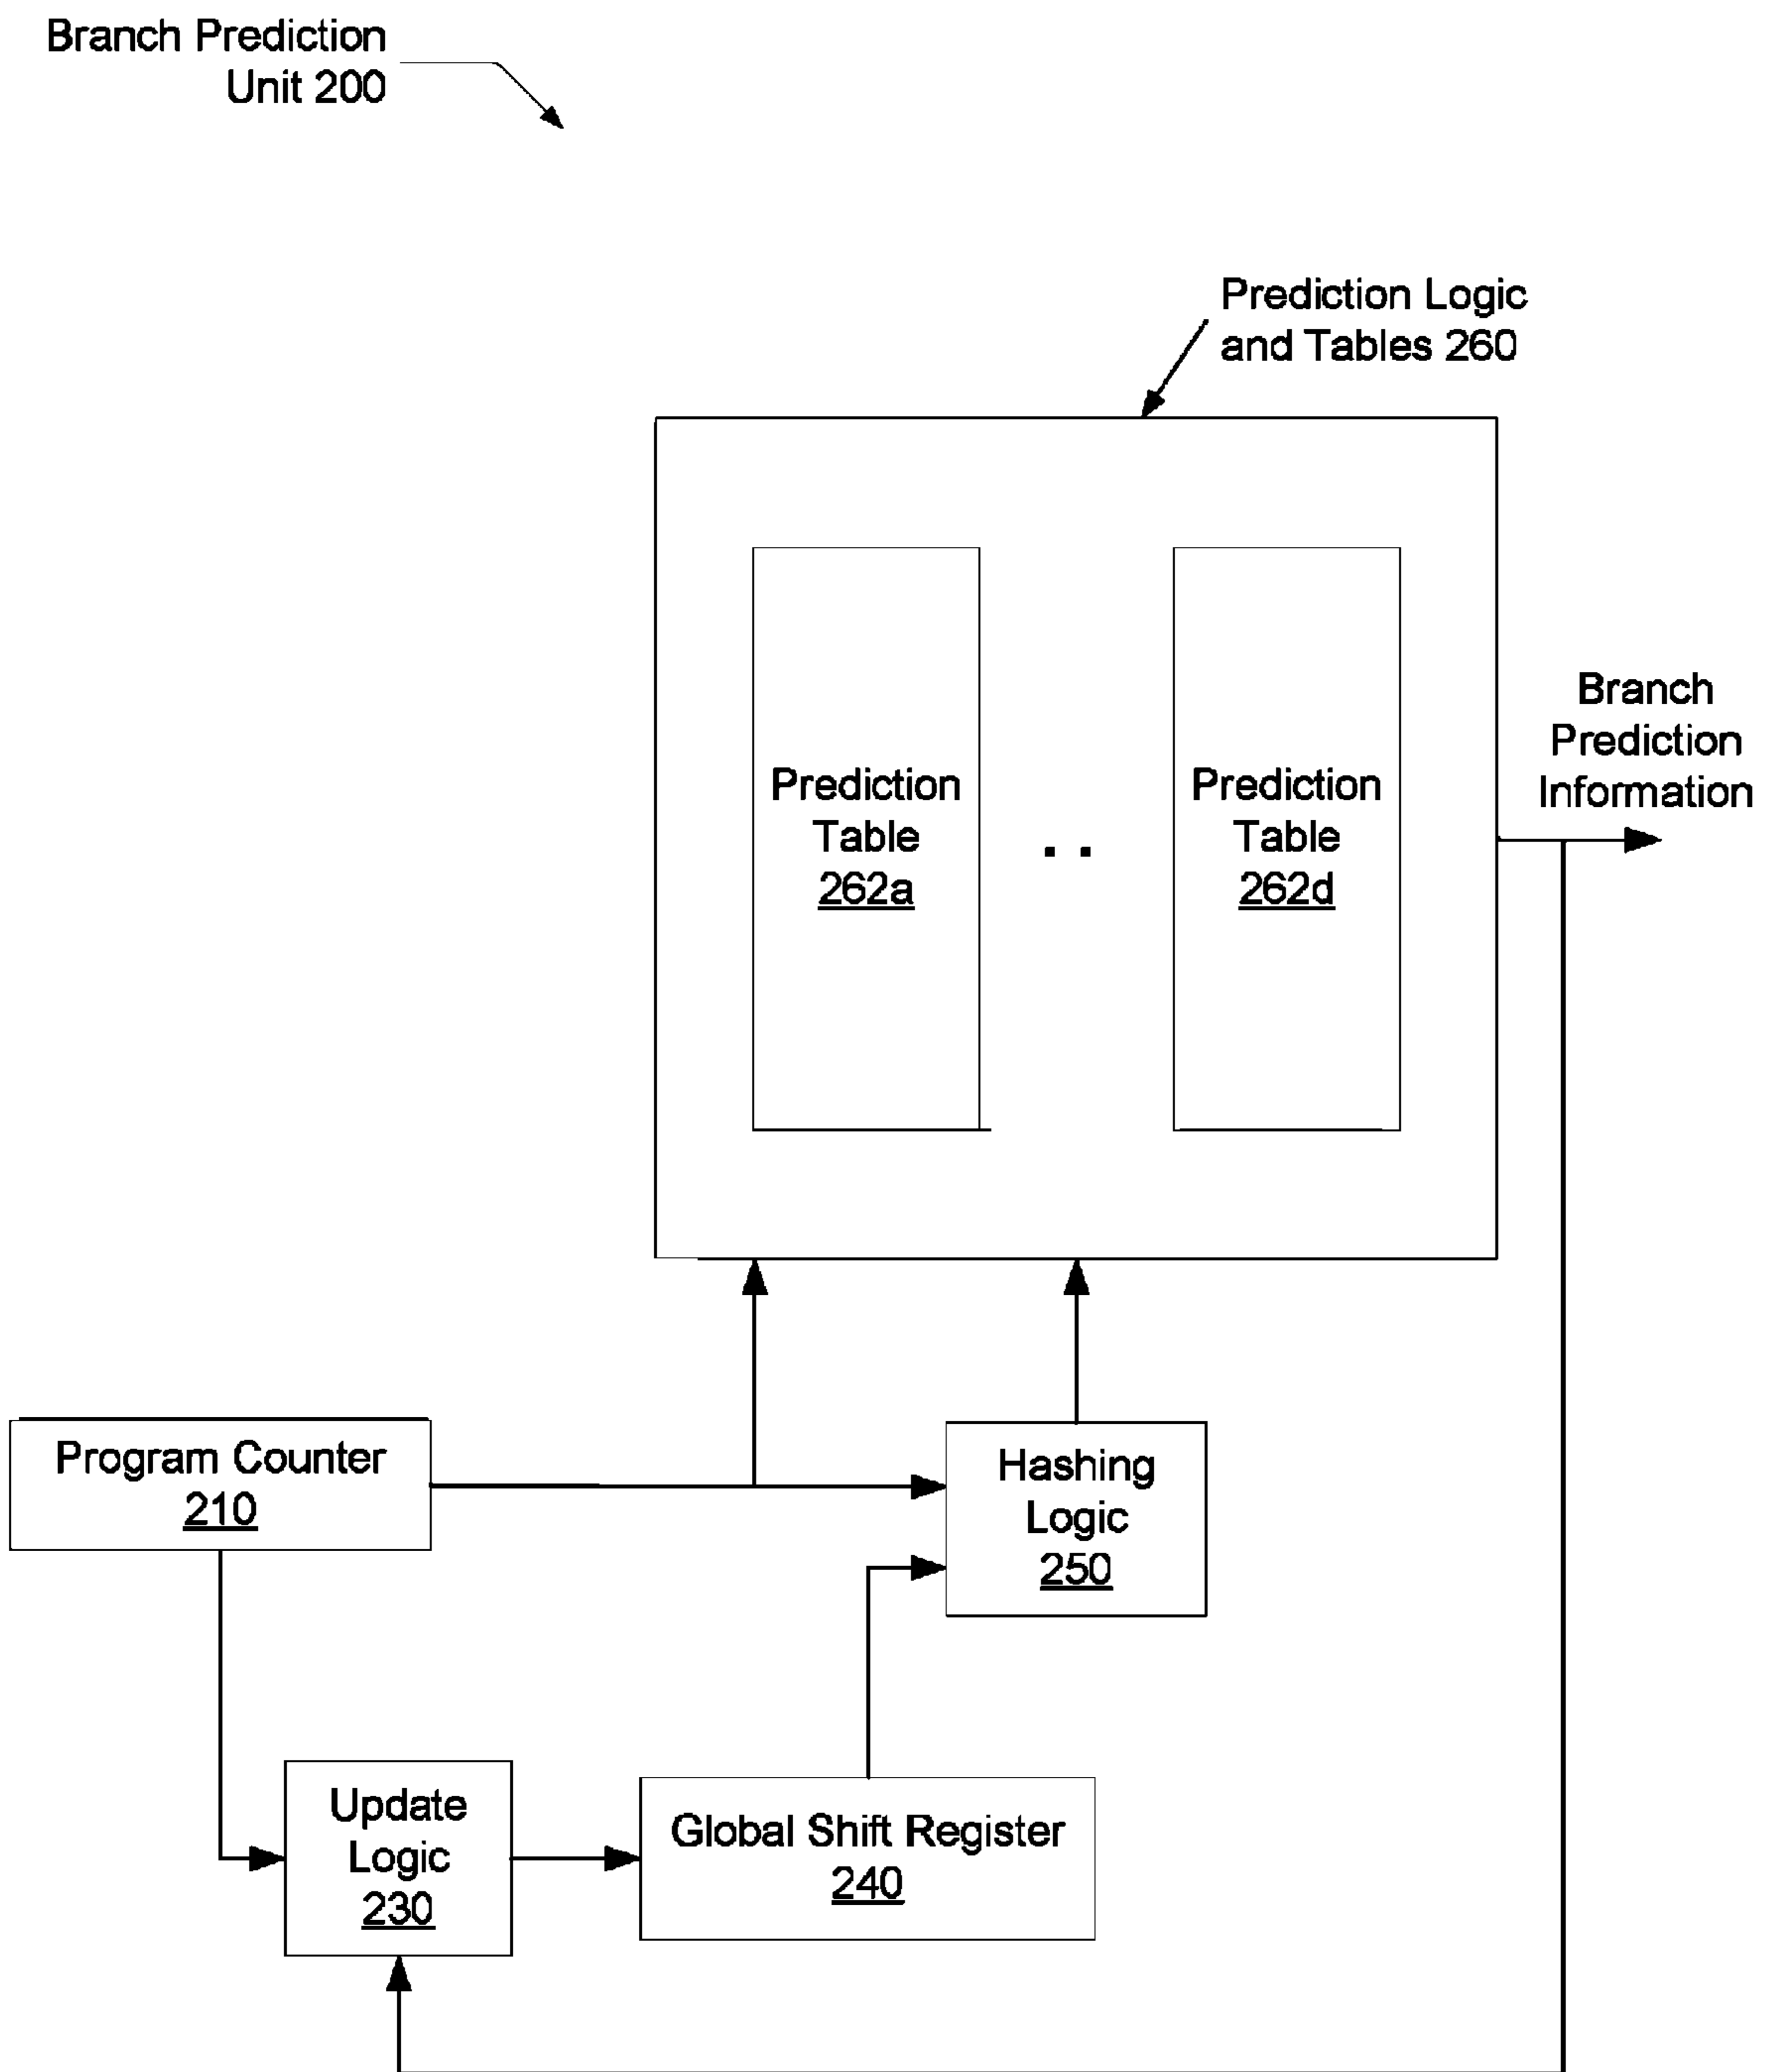 Branch Prediction
Unit 200
Prediction Logic
and Tables 260
Prediction
Table
262a
. .
Prediction
Table
262d
Branch
Prediction
Information
Program Counter
210
Hashing
Logic
250
Update
Logic
230
Global Shift Register
240